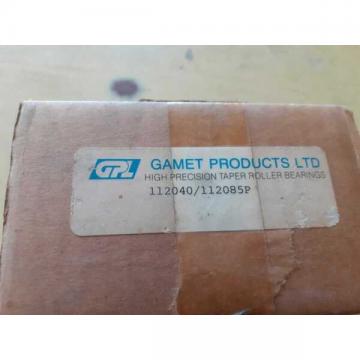 GPL GAMET PRODUCTS LTD
HIGH PRECISION TAPER ROLLER BEARINGS
112040/112085P